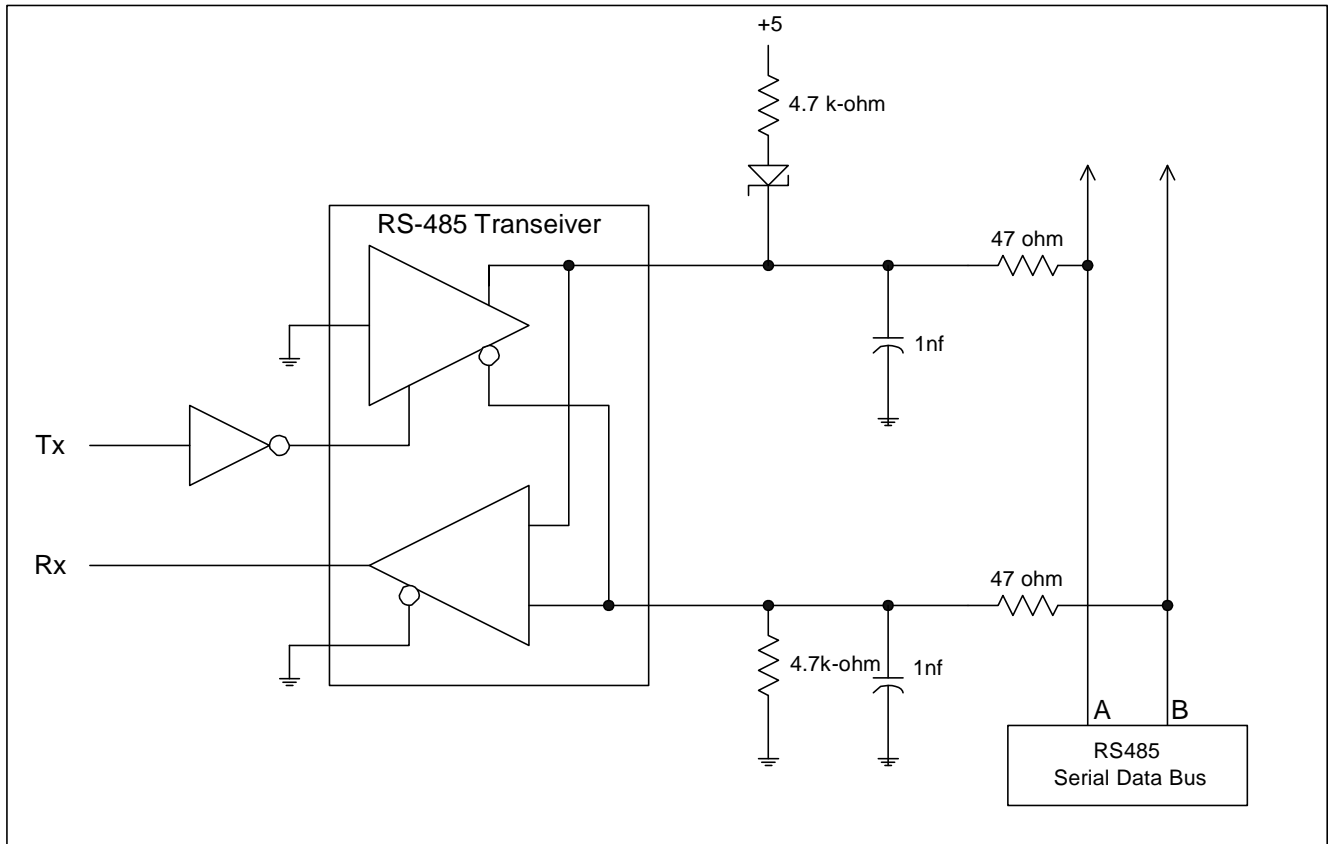 +5
4.7 k-ohm
RS-485 Transeiver
47 ohm
1nf
Tx
Rx
47 ohm
4.7k-ohm
1nf
A
B
RS485
Serial Data Bus